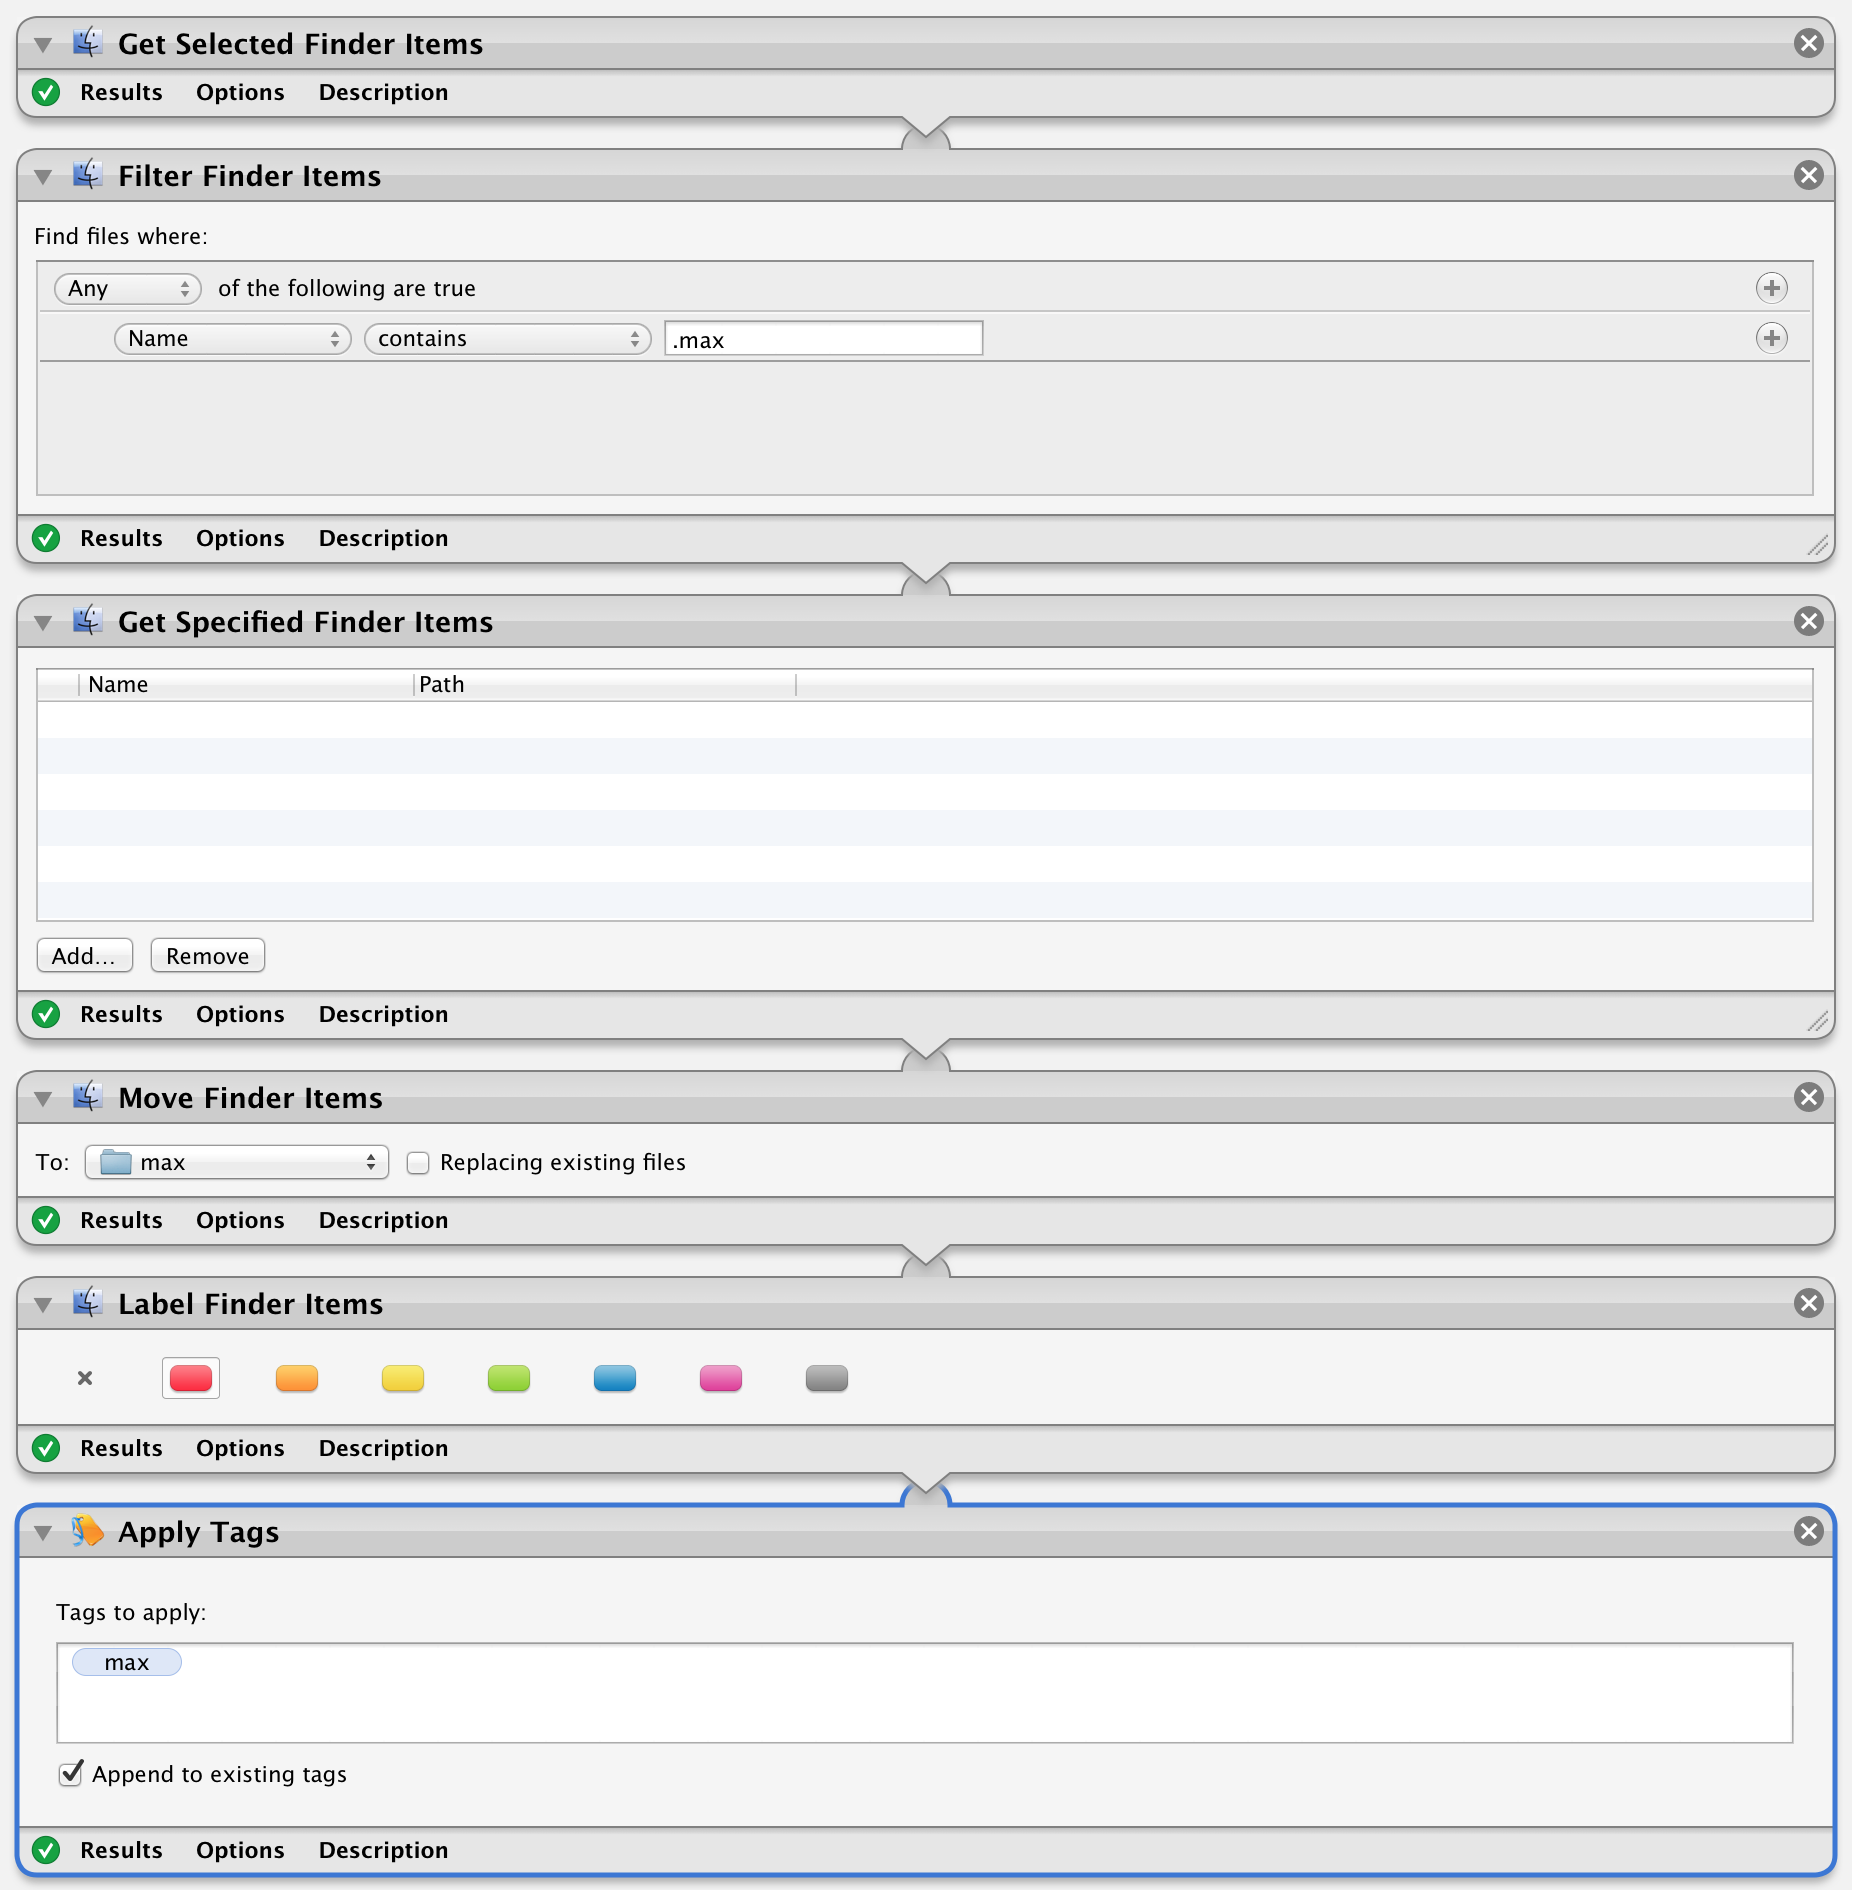 Get Selected Finder Items
Results Options Description
Filter Finder Items
Find files where:
Any of the following are true
Name contains .max
Results Options Description
Get Specified Finder Items
Name Path
Add... Remove
Results Options Description
Move Finder Items
To: max Replacing existing files
Results Options Description
Label Finder Items
Results Options Description
Apply Tags
Tags to apply:
max
Append to existing tags
Results Options Description